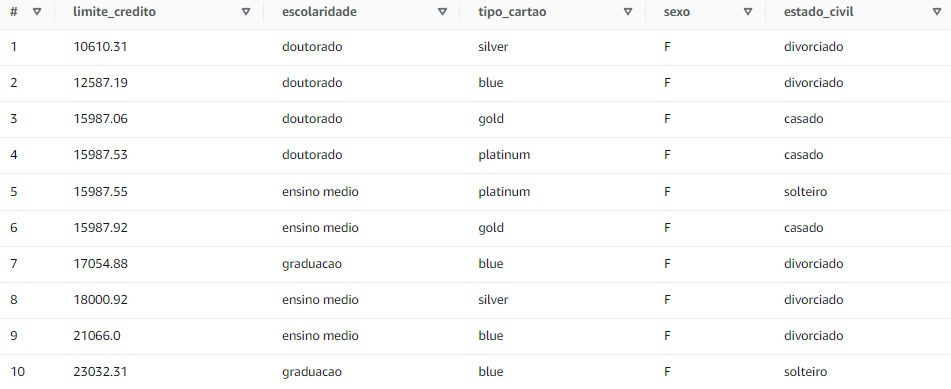 # limite_credito escolaridade tipo_cartao sexo estado_civil
1 10610.31 doutorado silver F divorciado
2 12587.19 doutorado blue F divorciado
3 15987.06 doutorado gold F casado
4 15987.53 doutorado platinum F casado
5 15987.55 ensino medio platinum F solteiro
6 15987.92 ensino medio gold F casado
7 17054.88 graduacao blue F divorciado
8 18000.92 ensino medio silver F divorciado
9 21066.0 ensino medio blue F divorciado
10 23032.31 graduacao blue F solteiro